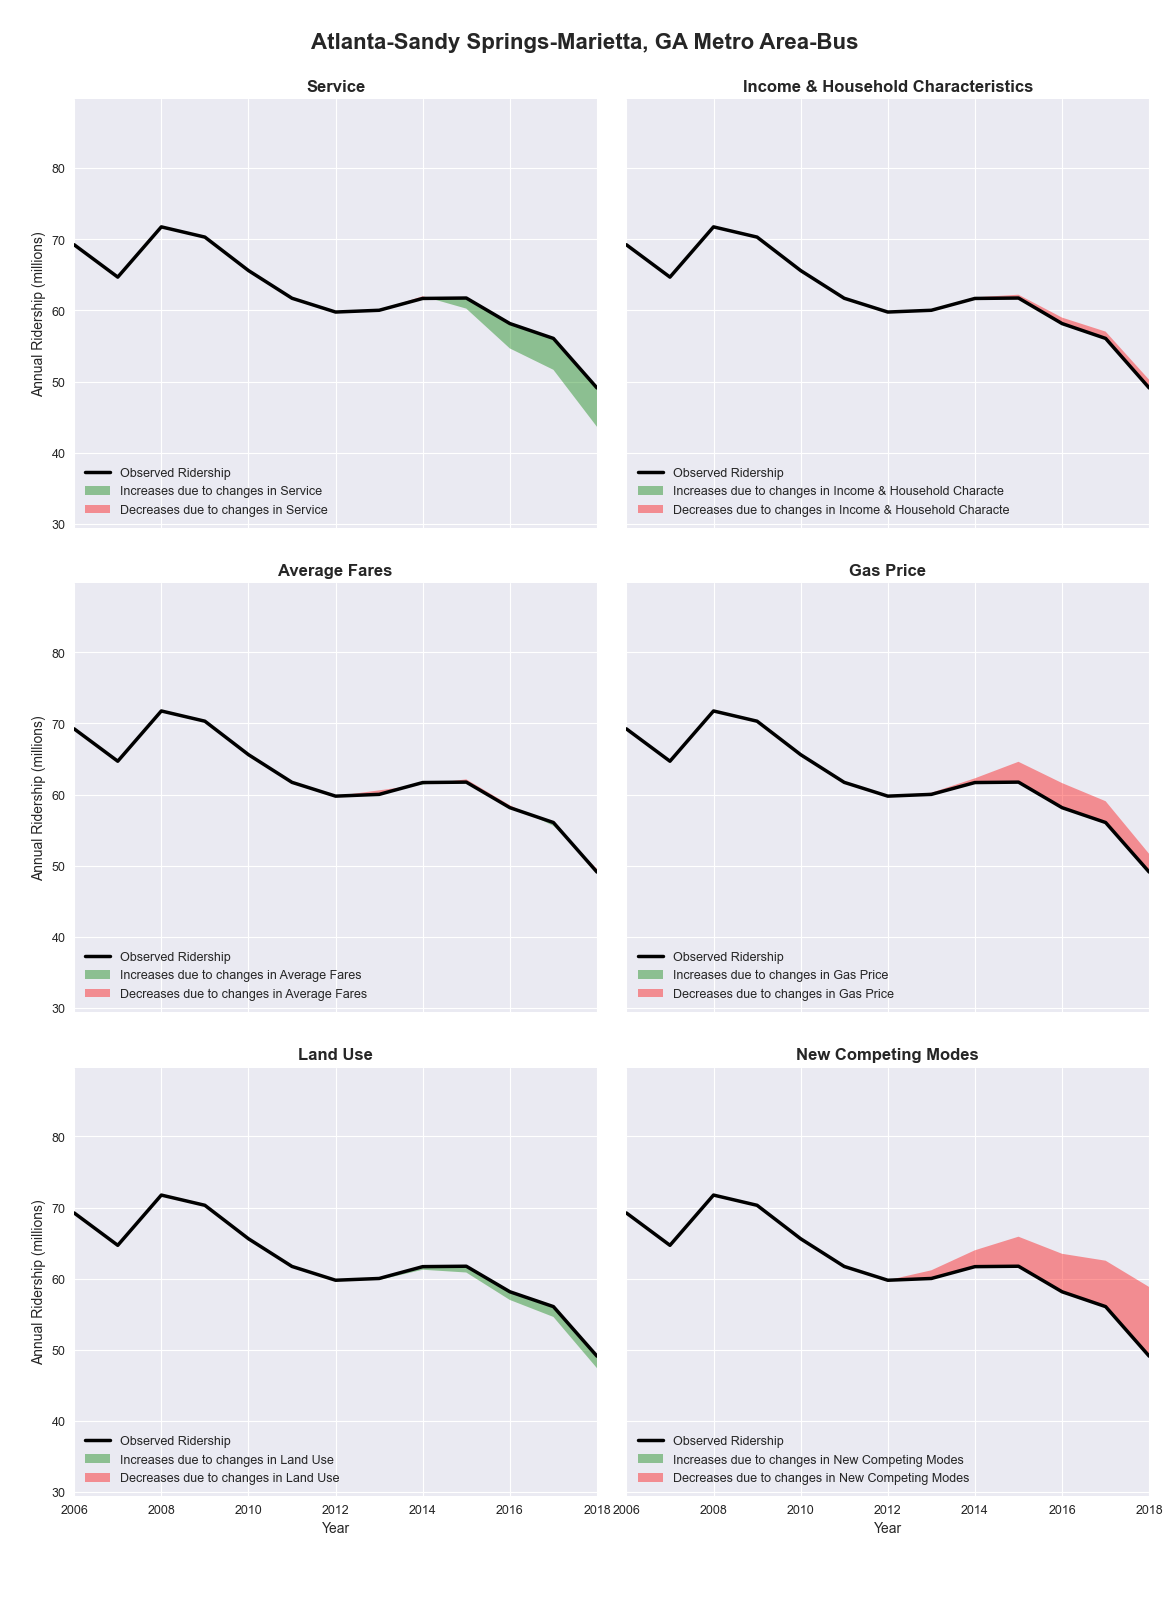 Atlanta-Sandy Springs-Marietta, GA Metro Area-Bus
Service
Annual Ridership (millions)
80
70
60
50
40
30
Observed Ridership
Increases due to changes in Service
Decreases due to changes in Service
Income & Household Characteristics
Observed Ridership
Increases due to changes in Income & Household Characte
Decreases due to changes in Income & Household Characte
Average Fares
Annual Ridership (millions)
80
70
60
50
40
30
Observed Ridership
Increases due to changes in Average Fares
Decreases due to changes in Average Fares
Gas Price
Observed Ridership
Increases due to changes in Gas Price
Decreases due to changes in Gas Price
Land Use
Annual Ridership (millions)
80
70
60
50
40
30
Observed Ridership
Increases due to changes in Land Use
Decreases due to changes in Land Use
2006 2008 2010 2012 2014 2016 2018
Year
New Competing Modes
Observed Ridership
Increases due to changes in New Competing Modes
Decreases due to changes in New Competing Modes
2006 2008 2010 2012 2014 2016 2018
Year